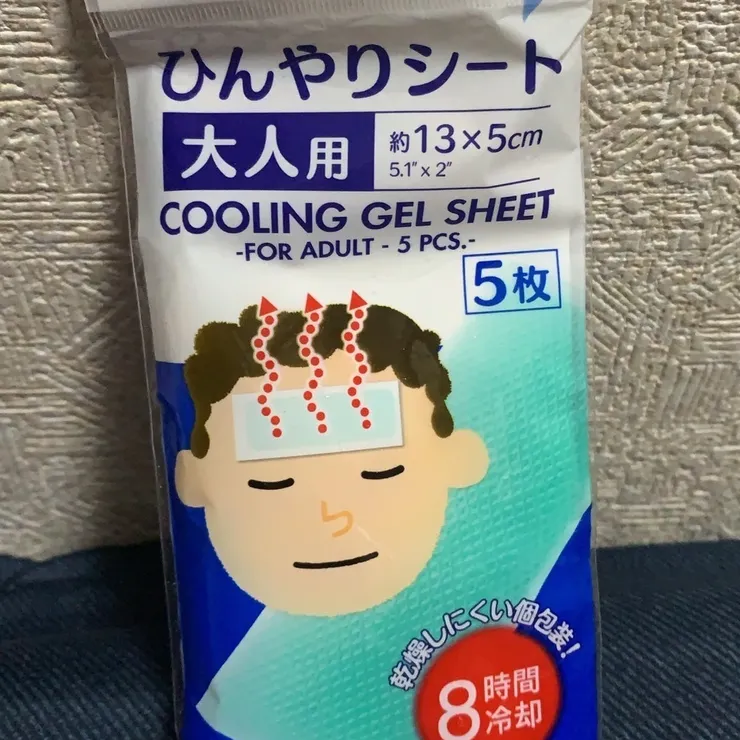 ひんやりシート
大人用
約13×5cm
5.1"x 2"
COOLING GEL SHEET
-FOR ADULT - 5 PCS.-
5枚
乾燥しにくい個包装!
8時間
冷却